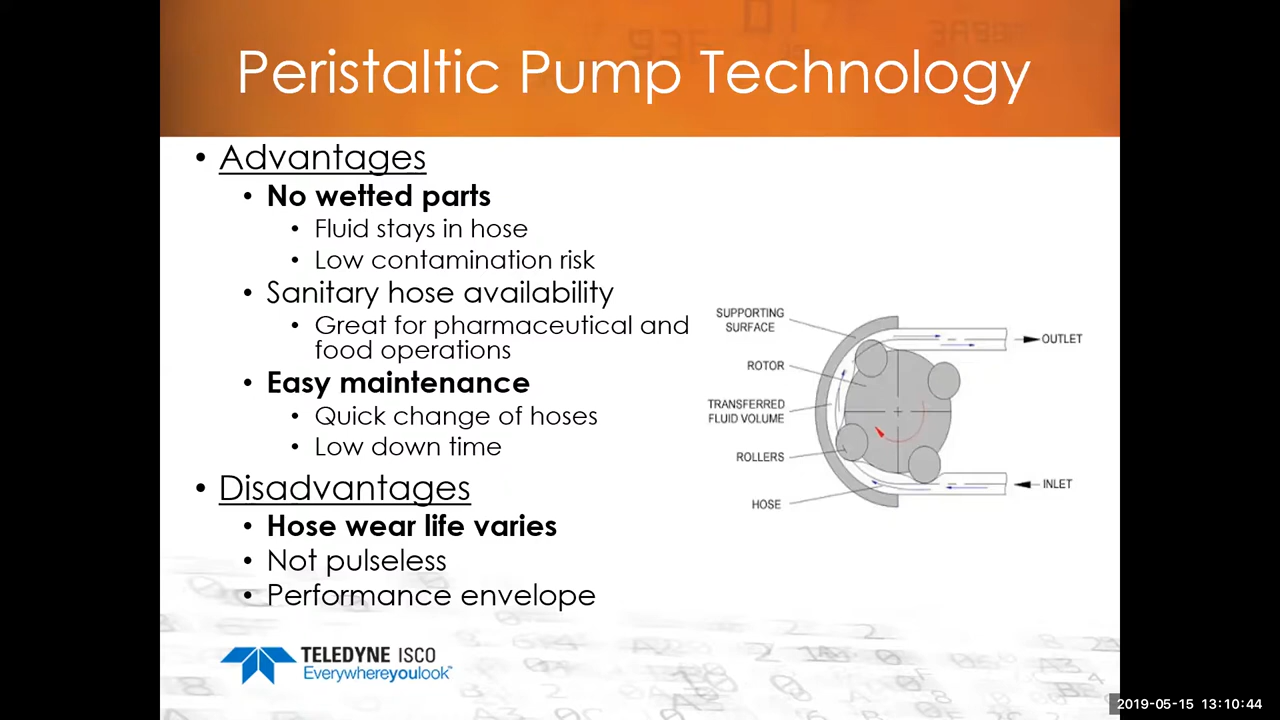 Peristaltic Pump Technology
• Advantages
• No wetted parts
• Fluid stays in hose
• Low contamination risk
• Sanitary hose availability
• Great for pharmaceutical and
food operations
• Easy maintenance
• Quick change of hoses
• Low down time
• Disadvantages
• Hose wear life varies
• Not pulseless
• Performance envelope
SUPPORTING
SURFACE
ROTOR
TRANSFERRED
FLUID VOLUME
ROLLERS
HOSE
OUTLET
INLET
TELEDYNE ISCO
Everywhereyoulook™
2019-05-15 13:10:44